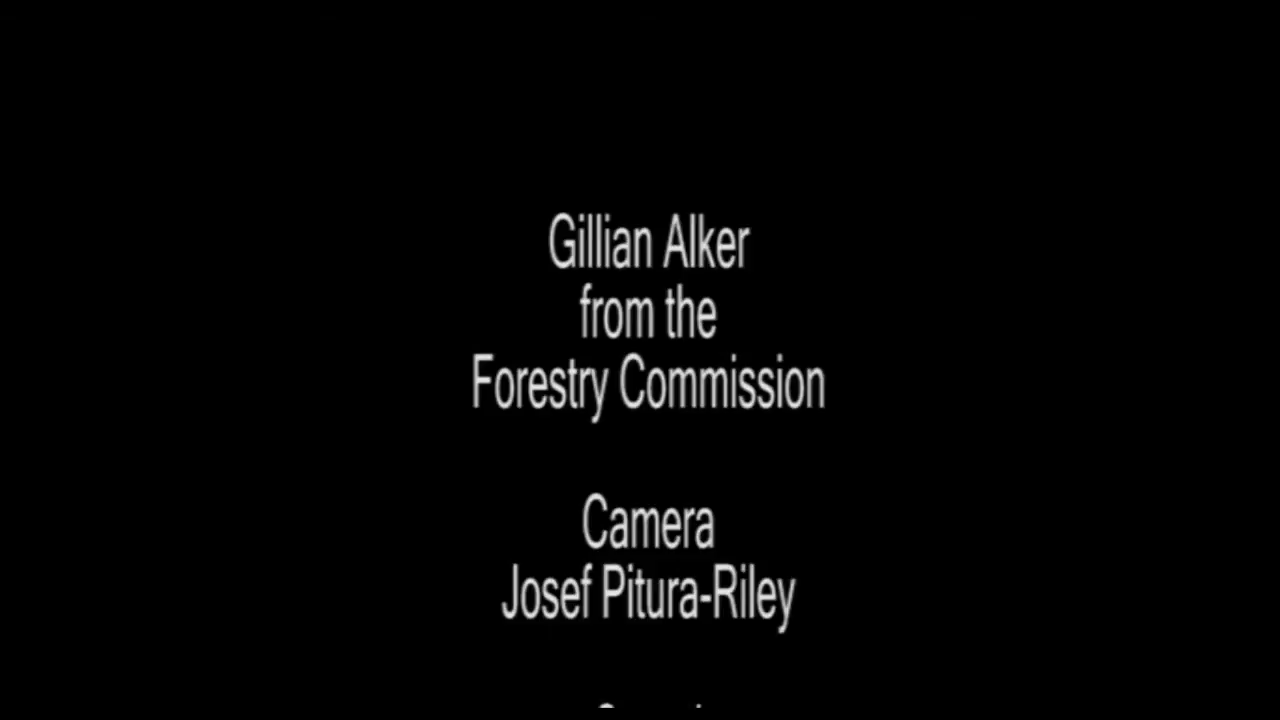 Gillian Alker
from the
Forestry Commission
Camera
Josef Pitura-Riley